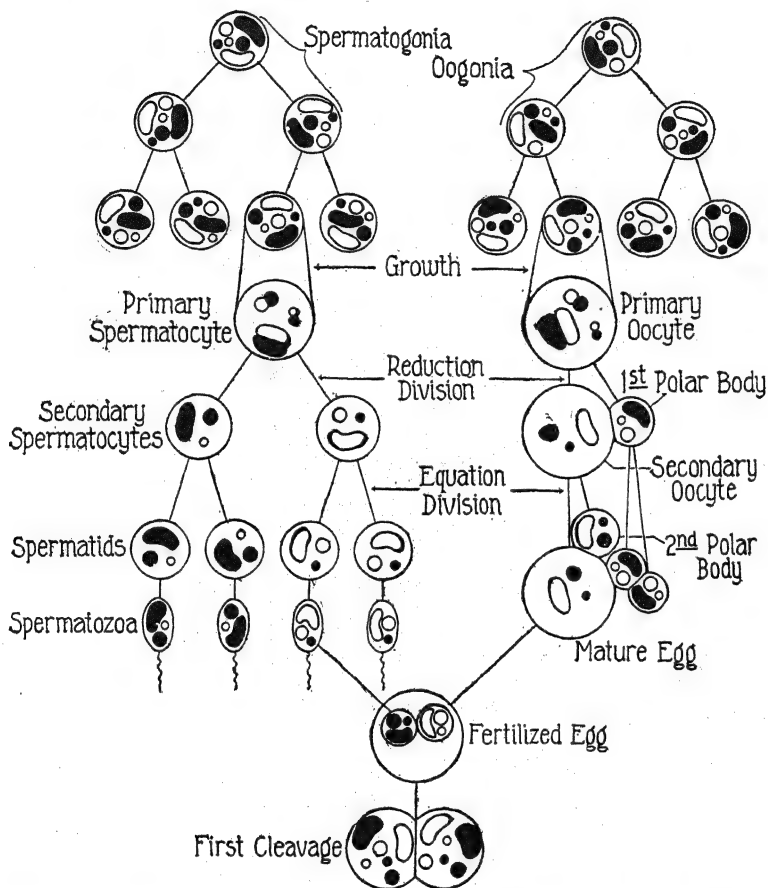 Spermatogonia
Oogonia
Growth
Primary
Spermatocyte
Primary
Oocyte
Reduction
Division
1st Polar Body
Secondary
Spermatocytes
Secondary
Oocyte
Equation
Division
Spermatids
2nd Polar
Body
Spermatozoa
Mature Egg
Fertilized Egg
First Cleavage